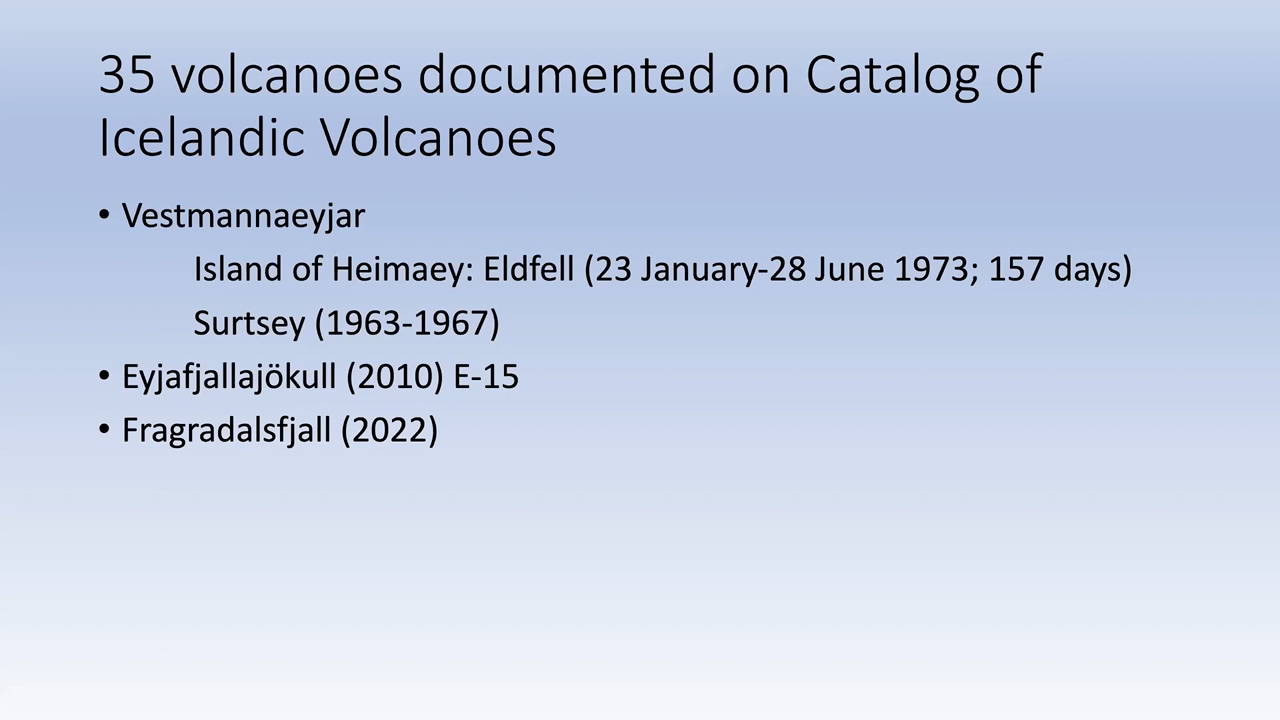 35 volcanoes documented on Catalog of
Icelandic Volcanoes
• Vestmannaeyjar
Island of Heimaey: Eldfell (23 January-28 June 1973; 157 days)
Surtsey (1963-1967)
• Eyjafjallajökull (2010) E-15
• Fragradalsfjall (2022)